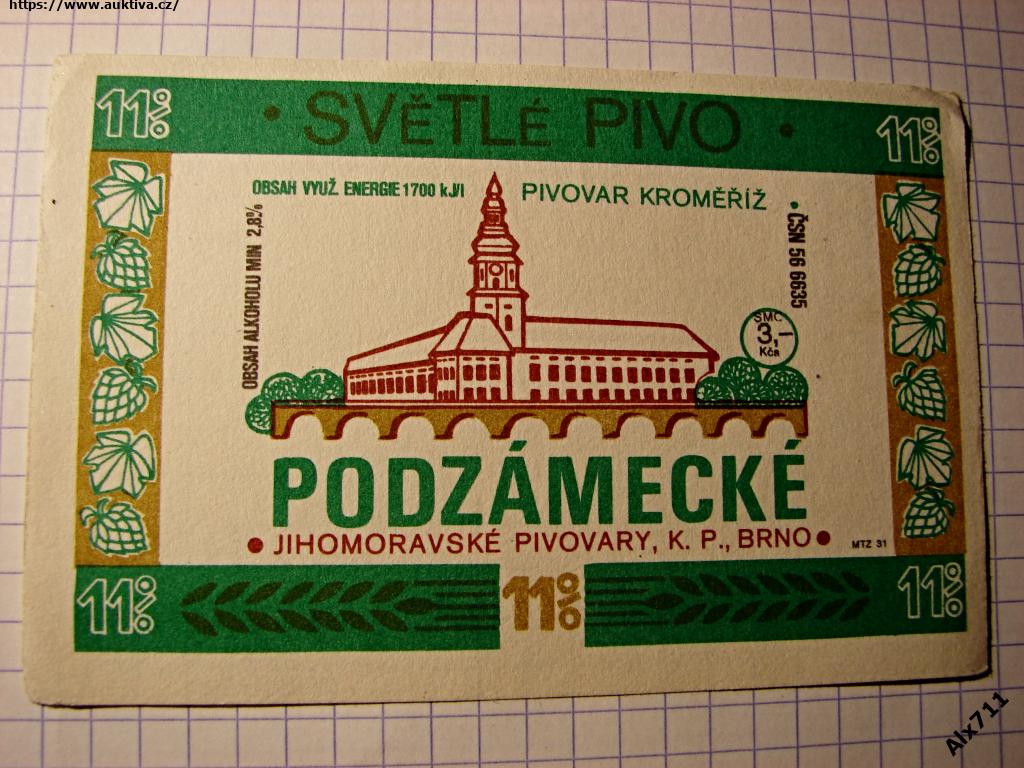 https://www.auktiva.cz/
11%
• SVĚTLÉ PIVO •
11%
OBSAH VYUŽ. ENERGIE 1700 kJ/l
PIVOVAR KROMĚŘÍŽ
OBSAH ALKOHOLU MIN 2,8%
• ČSN 56 6635
SMC
3,-
Kčs
PODZÁMECKÉ
• JIHOMORAVSKÉ PIVOVARY, K. P., BRNO •
MTZ 31
11%
11%
11%
Alx711